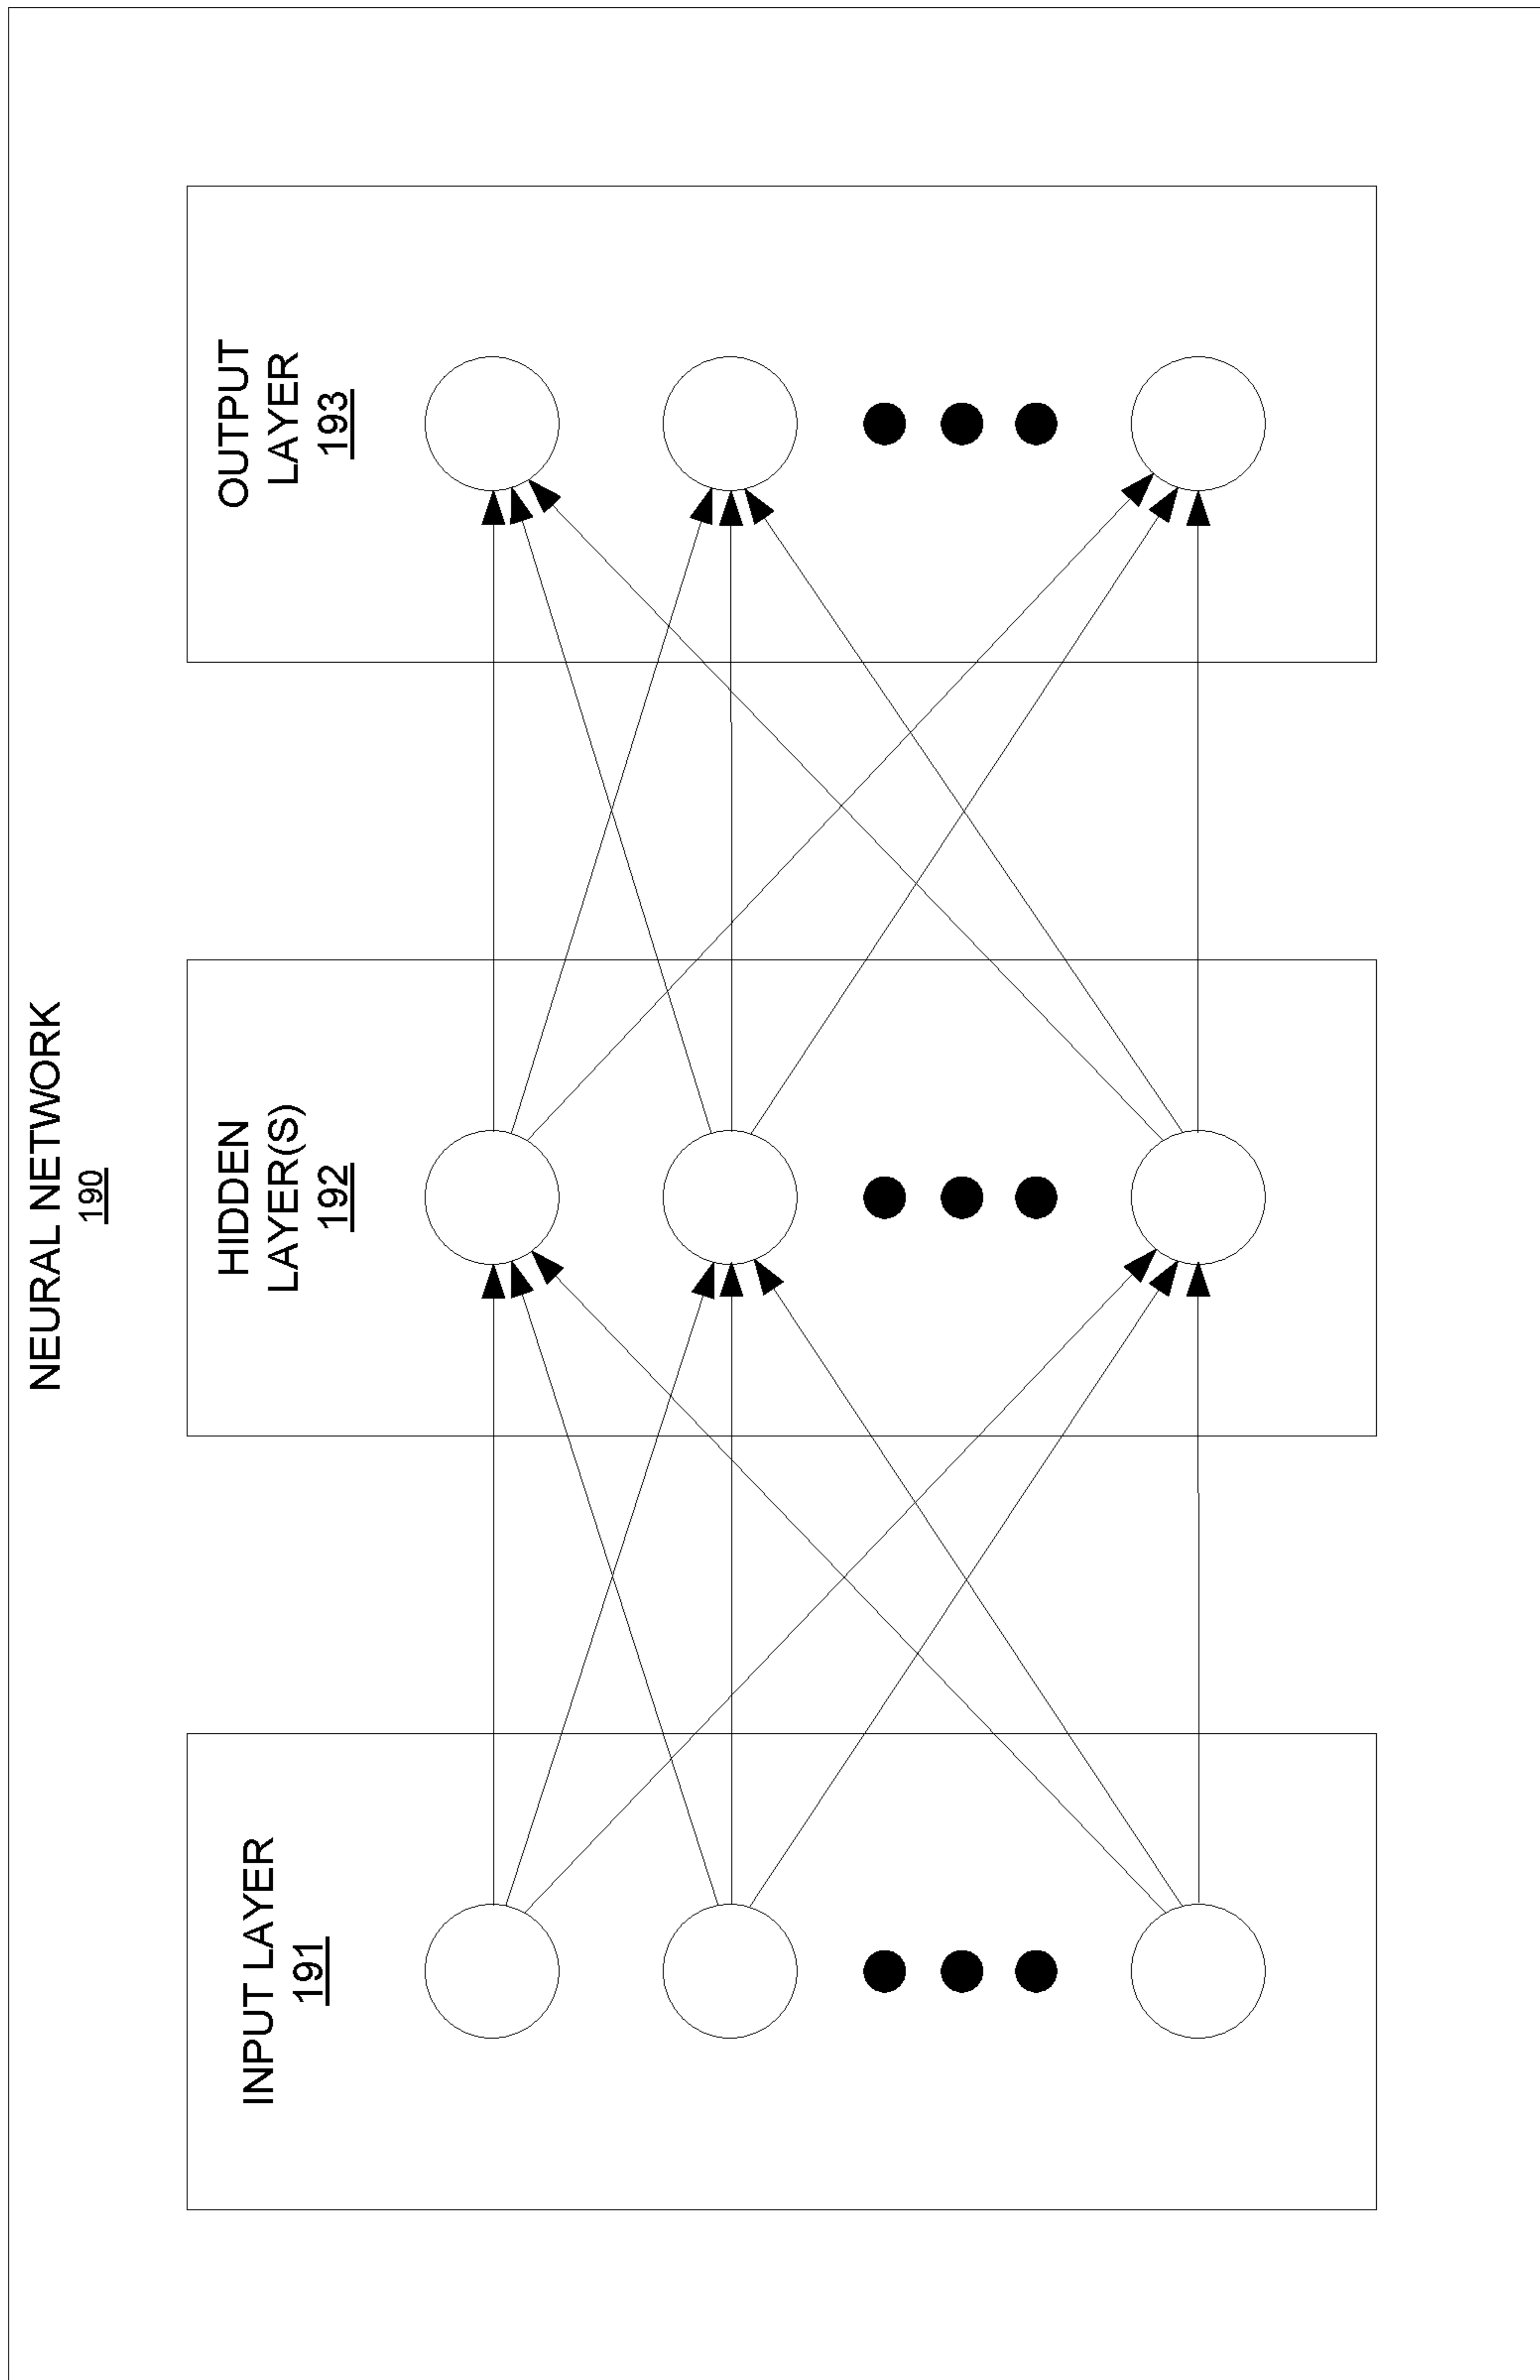 NEURAL NETWORK
190
INPUT LAYER
191
HIDDEN
LAYER(S)
192
OUTPUT
LAYER
193